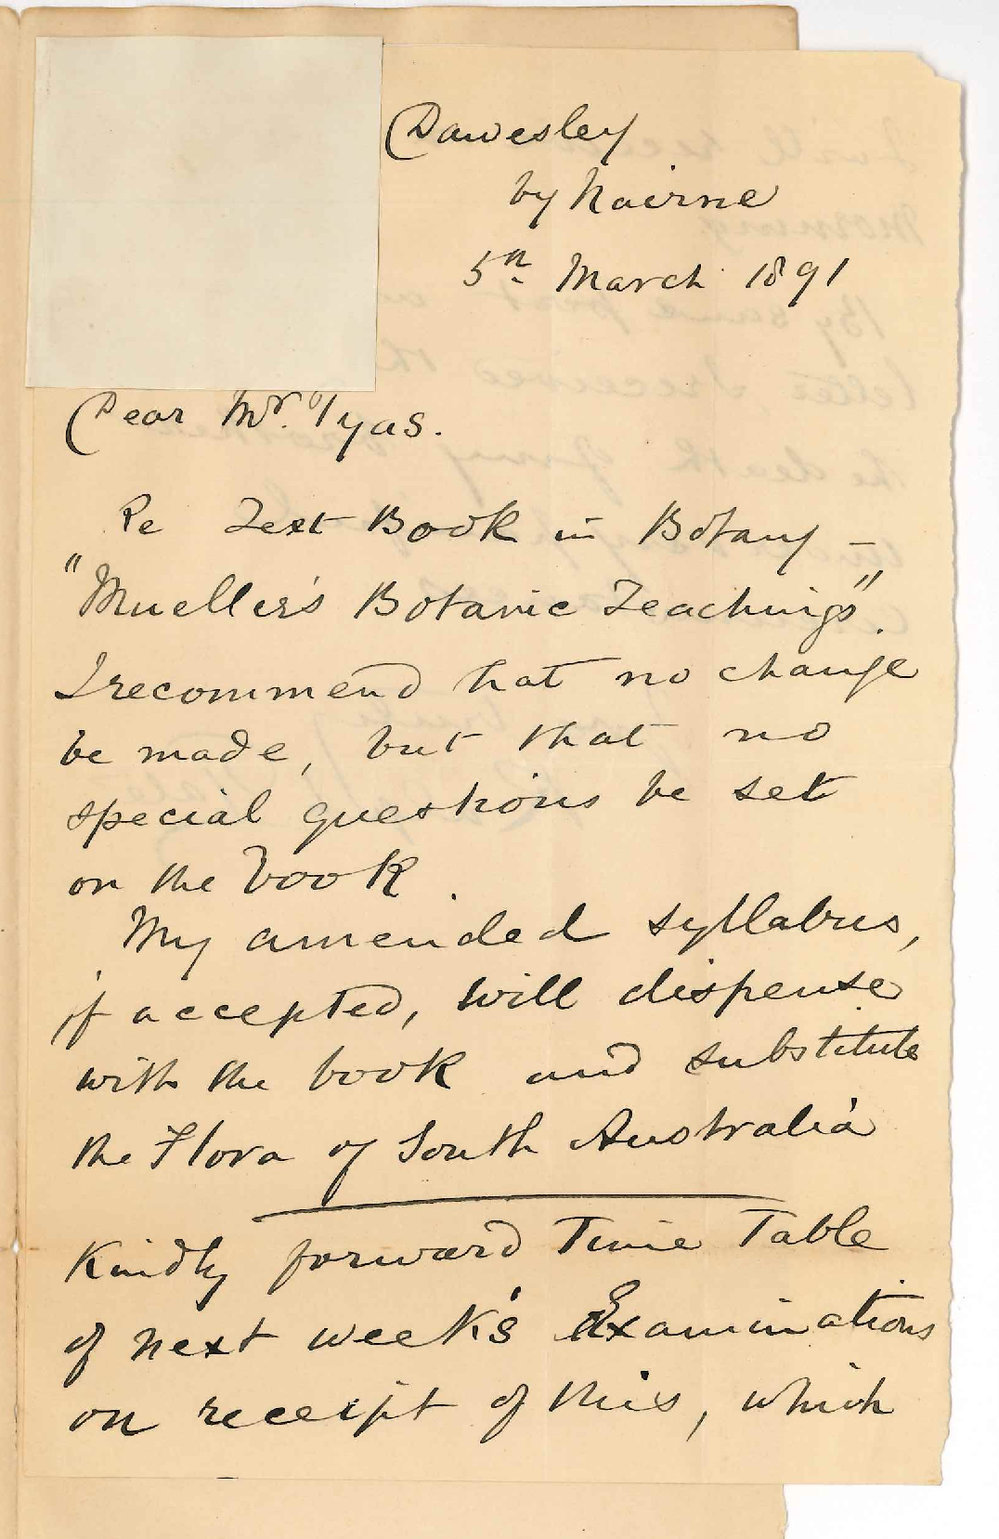 Dawesley
by Nairne
5th March 1891
Dear Mr. Tyas.
Re Text Book in Botany —
"Mueller's Botanic Teachings".
I recommend that no change
be made, but that no
special questions be set
on the book.
My amended syllabus,
if accepted, will dispense
with the book and substitute
the Flora of South Australia
Kindly forward Time Table
of next week's Examinations
on receipt of this, which